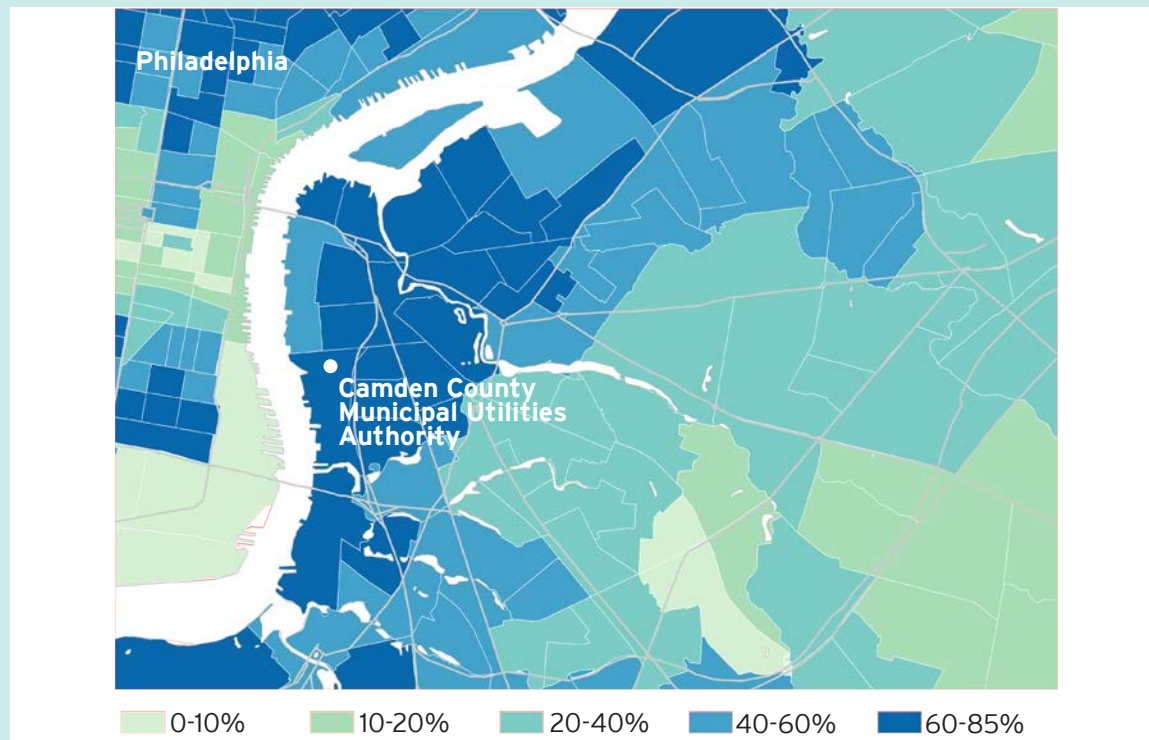 Philadelphia
Camden County
Municipal Utilities
Authority
0-10%
10-20%
20-40%
40-60%
60-85%